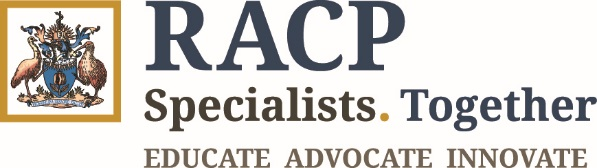 RACP
Specialists. Together
EDUCATE ADVOCATE INNOVATE